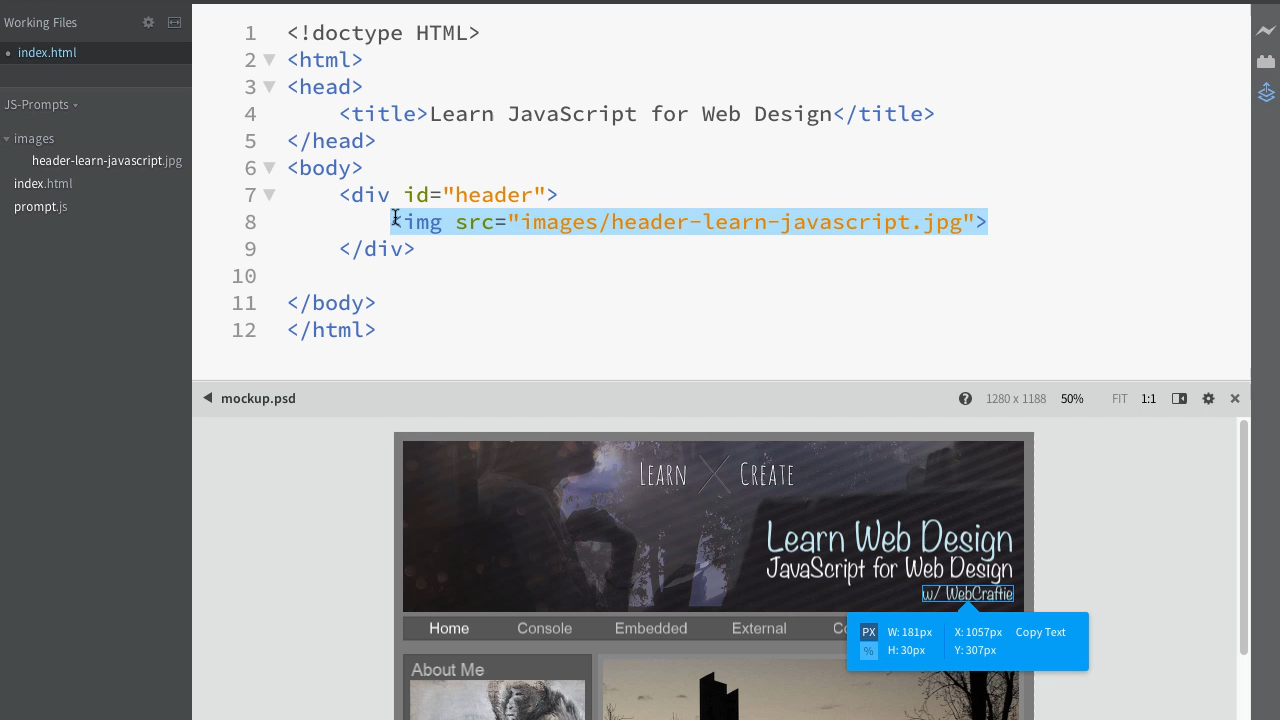 Working Files
index.html
JS-Prompts
images
header-learn-javascript.jpg
index.html
prompt.js
1 <!doctype HTML>
2 <html>
3 <head>
4 <title>Learn JavaScript for Web Design</title>
5 </head>
6 <body>
7 <div id="header">
8 <img src="images/header-learn-javascript.jpg">
9 </div>
10
11 </body>
12 </html>
mockup.psd
1280 x 1188 50% FIT 1:1
Learn Create
Learn Web Design
JavaScript for Web Design
w/ WebCraftie
Home Console Embedded External Co
PX W: 181px X: 1057px Copy Text
% H: 30px Y: 307px
About Me